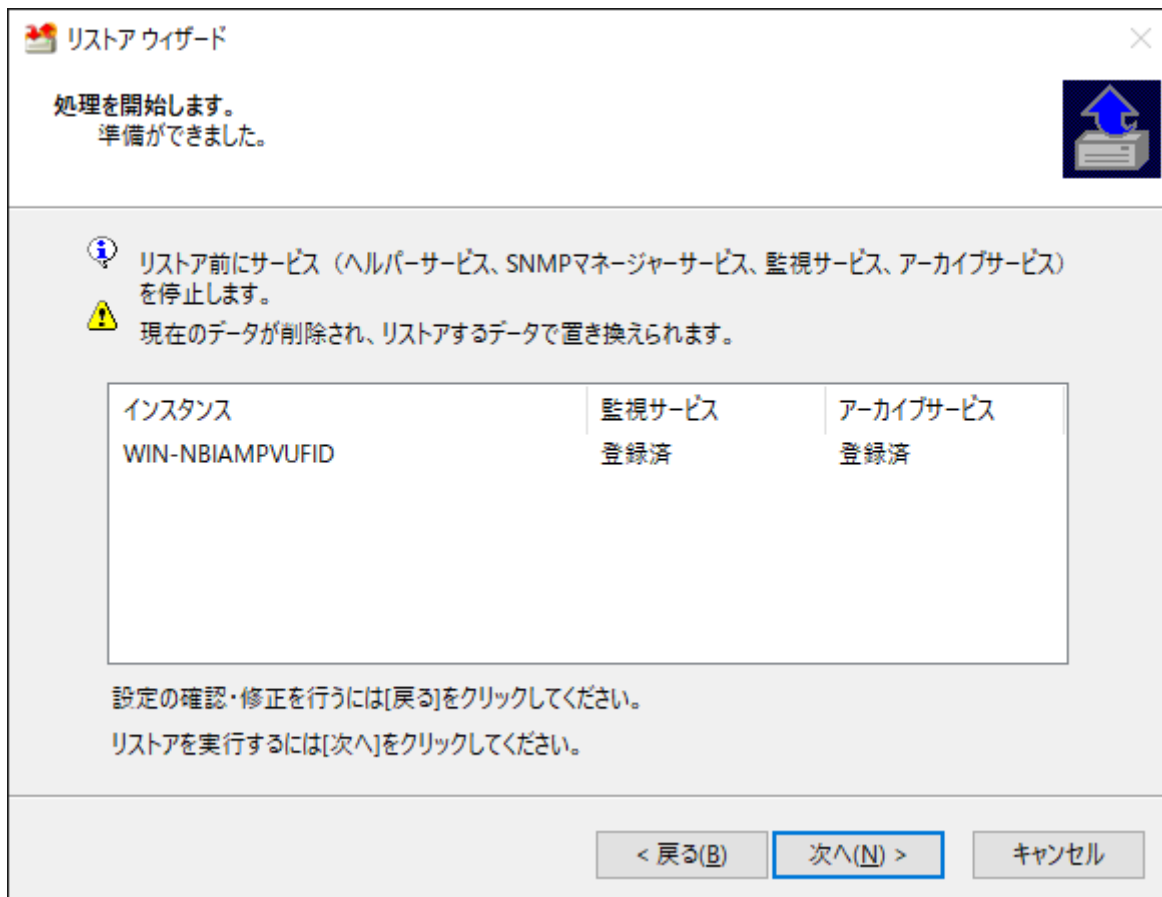 リストア ウィザード
処理を開始します。
準備ができました。
リストア前にサービス（ヘルパーサービス、SNMPマネージャーサービス、監視サービス、アーカイブサービス）
を停止します。
現在のデータが削除され、リストアするデータで置き換えられます。
インスタンス 監視サービス アーカイブサービス
WIN-NBIAMPVUFID 登録済 登録済
設定の確認・修正を行うには[戻る]をクリックしてください。
リストアを実行するには[次へ]をクリックしてください。
< 戻る(B) 次へ(N) > キャンセル